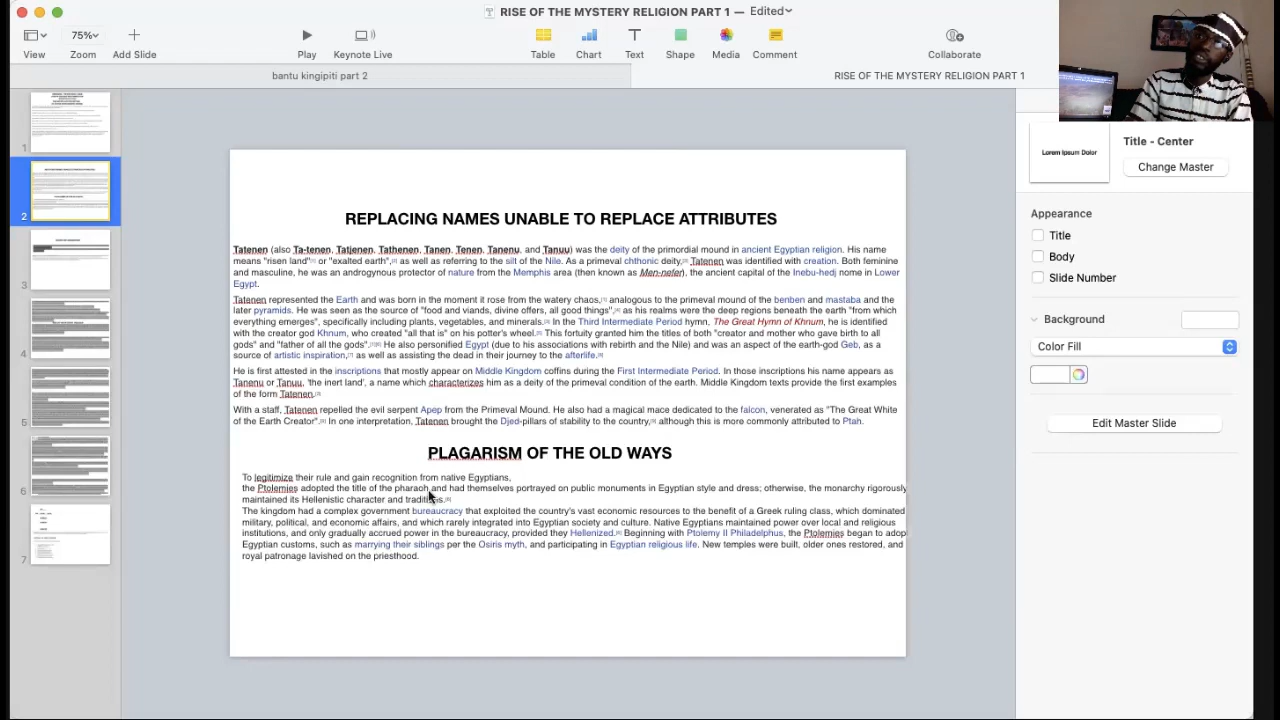 RISE OF THE MYSTERY RELIGION PART 1 — Edited
75%
View
Zoom
Add Slide
Play
Keynote Live
Table
Chart
Text
Shape
Media
Comment
Collaborate
bantu kingipiti part 2
RISE OF THE MYSTERY RELIGION PART 1
1
2
3
4
5
6
7
REPLACING NAMES UNABLE TO REPLACE ATTRIBUTES
Tatenen (also Ta-tenen, Tatjenen, Tathenen, Tanen, Tenen, Tanenu, and Tanuu) was the deity of the primordial mound in ancient Egyptian religion. His name
means "risen land" or "exalted earth", as well as referring to the silt of the Nile. As a primeval chthonic deity, Tatenen was identified with creation. Both feminine
and masculine, he was an androgynous protector of nature from the Memphis area (then known as Men-nefer), the ancient capital of the Inebu-hedj nome in Lower
Egypt.
Tatenen represented the Earth and was born in the moment it rose from the watery chaos, analogous to the primeval mound of the benben and mastaba and the
later pyramids. He was seen as the source of "food and viands, divine offers, all good things", as his realms were the deep regions beneath the earth "from which
everything emerges", specifically including plants, vegetables, and minerals. In the Third Intermediate Period hymn, The Great Hymn of Khnum, he is identified
with the creator god Khnum, who created "all that is" on his potter's wheel. This fortuity granted him the titles of both "creator and mother who gave birth to all
gods" and "father of all the gods". He also personified Egypt (due to his associations with rebirth and the Nile) and was an aspect of the earth-god Geb, as a
source of artistic inspiration, as well as assisting the dead in their journey to the afterlife.
He is first attested in the inscriptions that mostly appear on Middle Kingdom coffins during the First Intermediate Period. In those inscriptions his name appears as
Tanenu or Tanuu, 'the inert land', a name which characterizes him as a deity of the primeval condition of the earth. Middle Kingdom texts provide the first examples
of the form Tatenen.
With a staff, Tatenen repelled the evil serpent Apep from the Primeval Mound. He also had a magical mace dedicated to the falcon, venerated as "The Great White
of the Earth Creator". In one interpretation, Tatenen brought the Djed-pillars of stability to the country, although this is more commonly attributed to Ptah.
PLAGARISM OF THE OLD WAYS
To legitimize their rule and gain recognition from native Egyptians,
the Ptolemies adopted the title of the pharaoh and had themselves portrayed on public monuments in Egyptian style and dress; otherwise, the monarchy rigorously
maintained its Hellenistic character and traditions.
The kingdom had a complex government bureaucracy that exploited the country's vast economic resources to the benefit of a Greek ruling class, which dominated
military, political, and economic affairs, and which rarely integrated into Egyptian society and culture. Native Egyptians maintained power over local and religious
institutions, and only gradually accrued power in the bureaucracy, provided they Hellenized. Beginning with Ptolemy II Philadelphus, the Ptolemies began to adop
Egyptian customs, such as marrying their siblings per the Osiris myth, and participating in Egyptian religious life. New temples were built, older ones restored, and
royal patronage lavished on the priesthood.
Lorem Ipsum Dolor
Title - Center
Change Master
Appearance
Title
Body
Slide Number
Background
Color Fill
Edit Master Slide